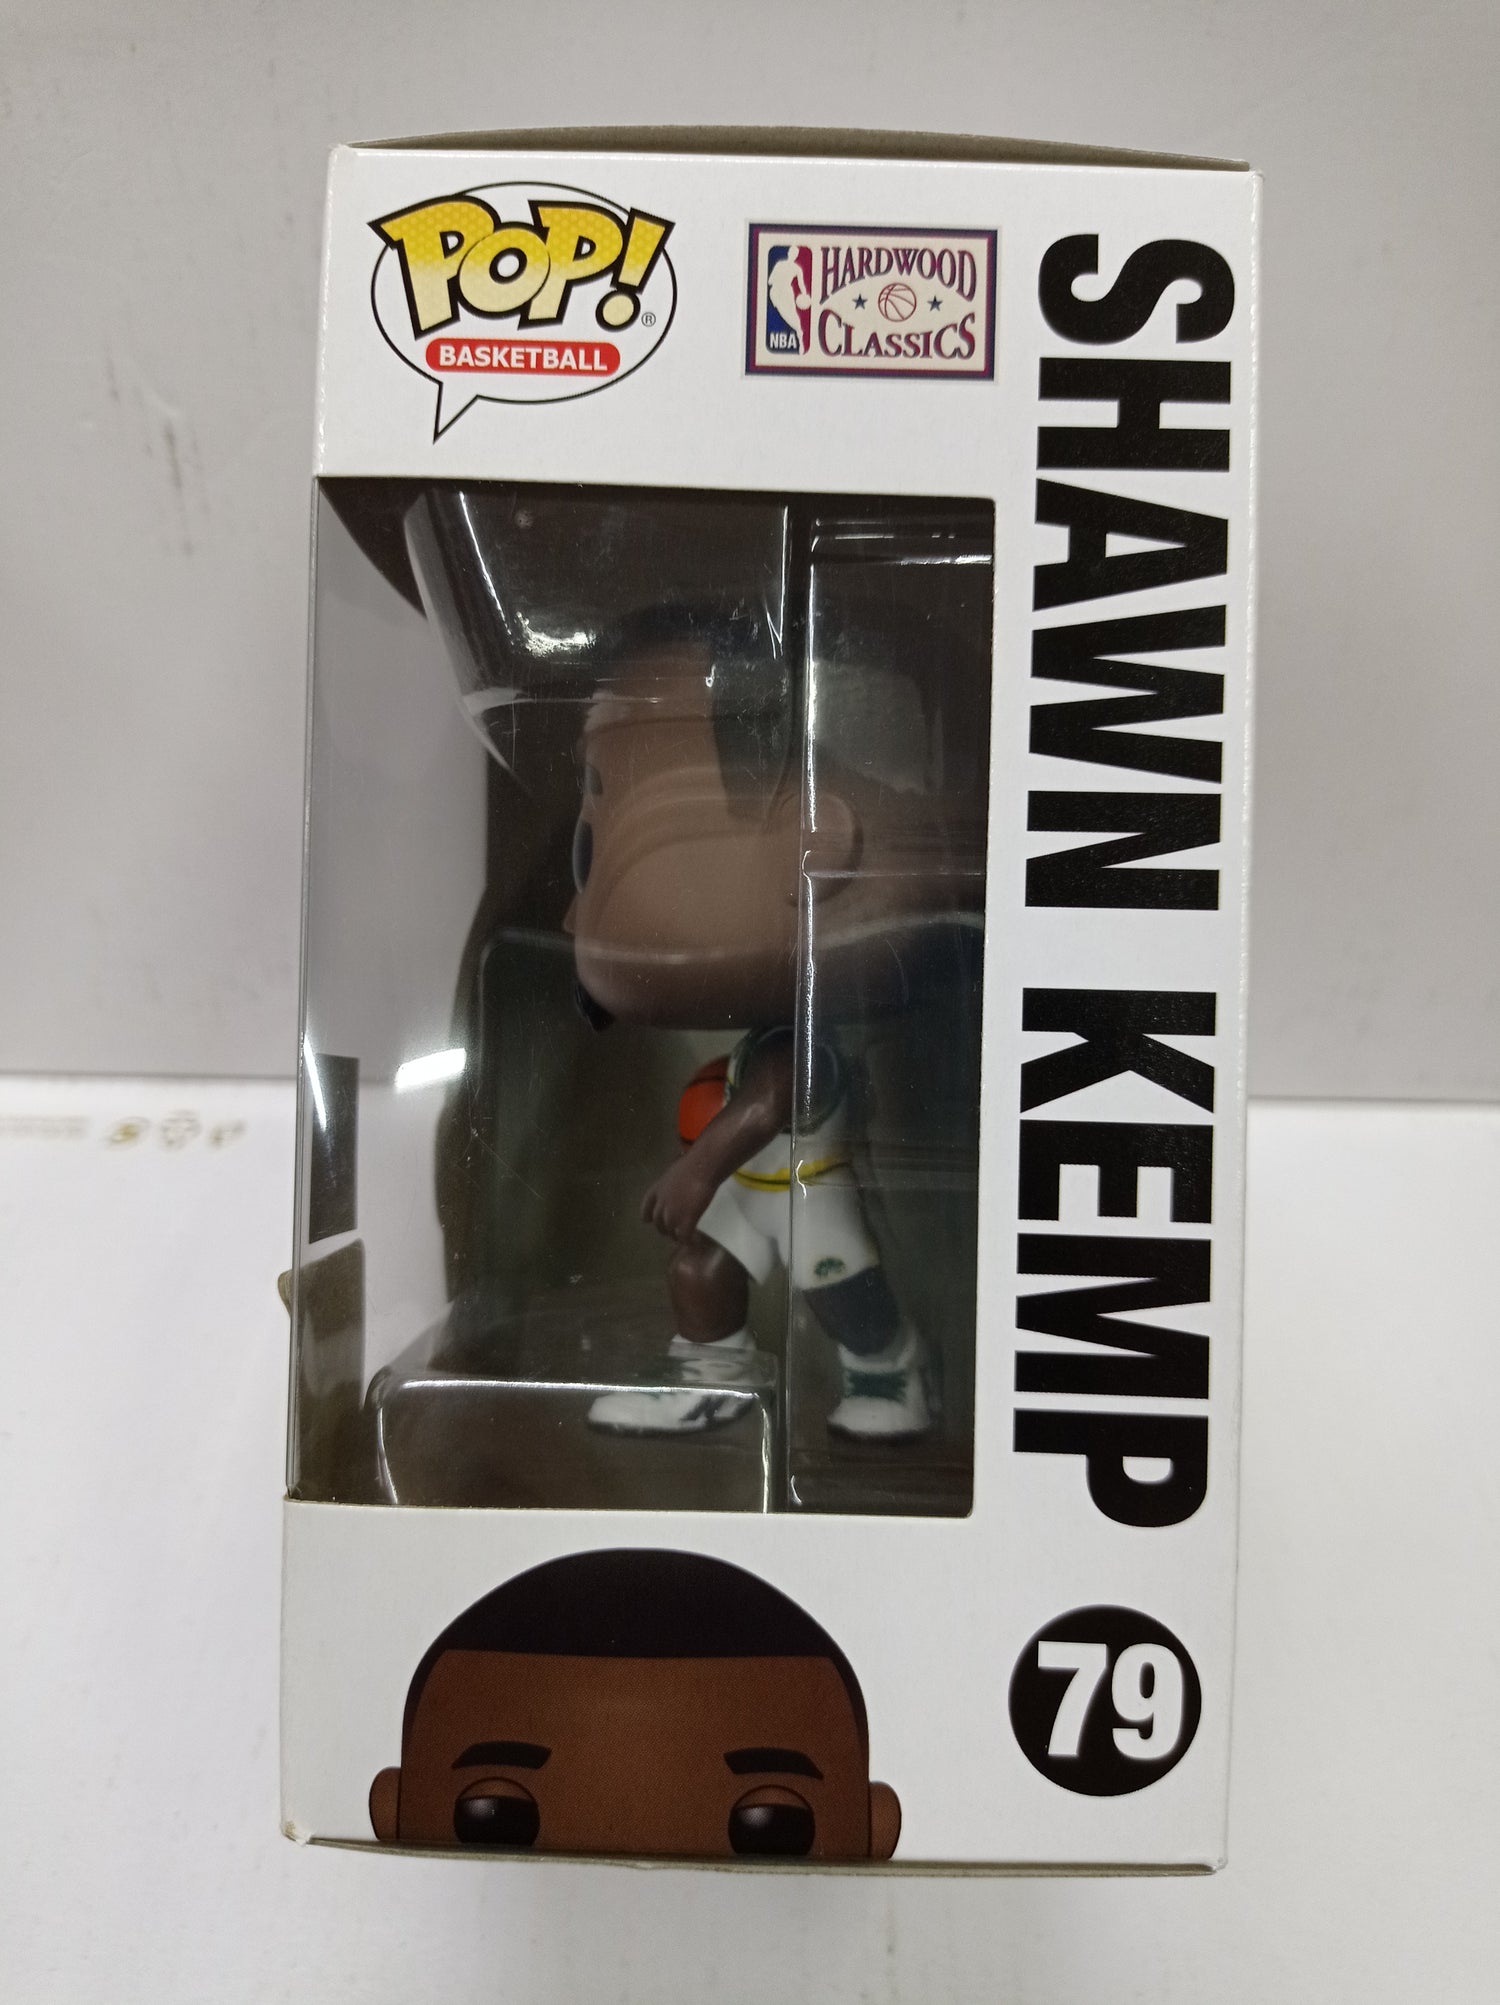 POP!®
BASKETBALL
NBA
HARDWOOD
CLASSICS
SHAWN KEMP
79